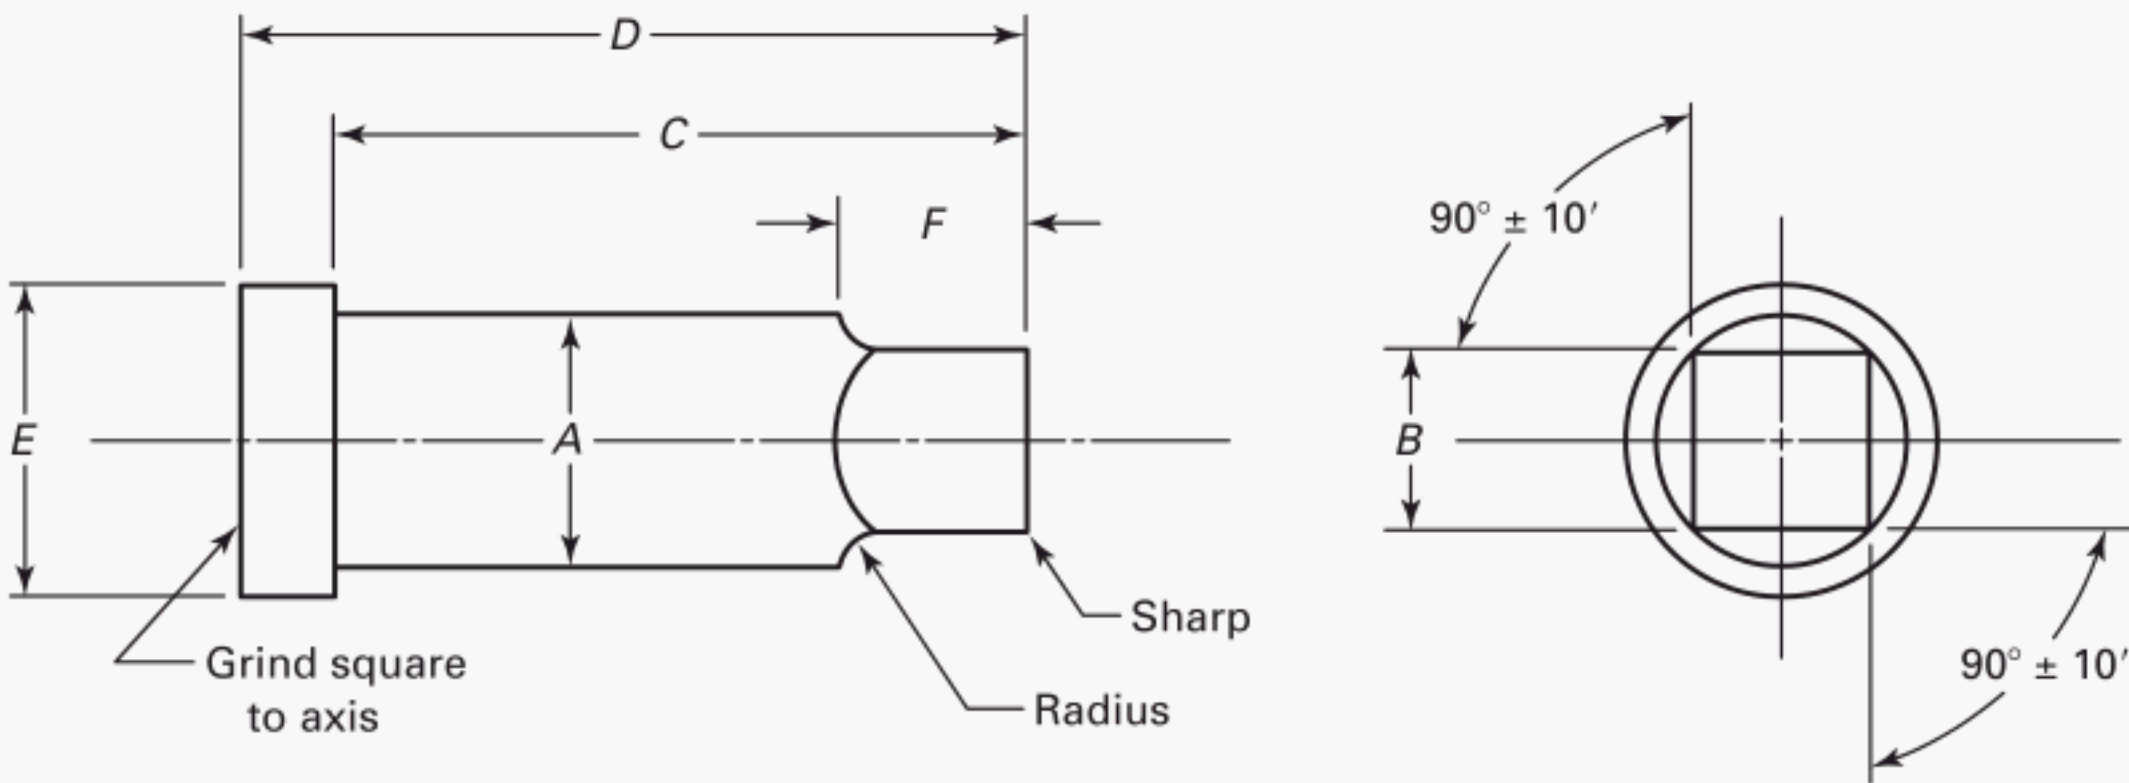 D
C
F
90° ± 10′
E
A
B
Sharp
Grind square
to axis
90° ± 10′
Radius